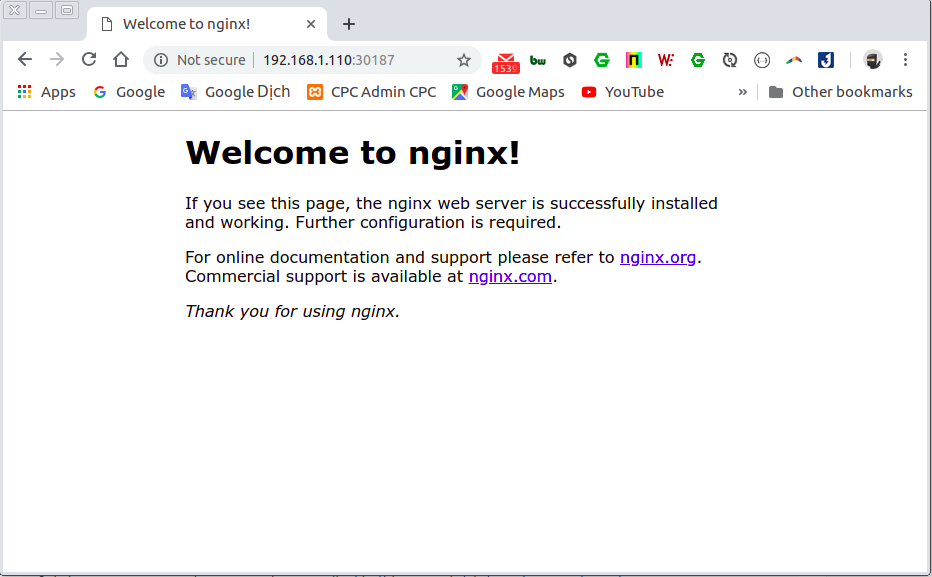 Welcome to nginx!
Not secure 192.168.1.110:30187
1539
bw
Apps Google Google Dịch CPC Admin CPC Google Maps YouTube » Other bookmarks
Welcome to nginx!
If you see this page, the nginx web server is successfully installed
and working. Further configuration is required.
For online documentation and support please refer to nginx.org.
Commercial support is available at nginx.com.
Thank you for using nginx.